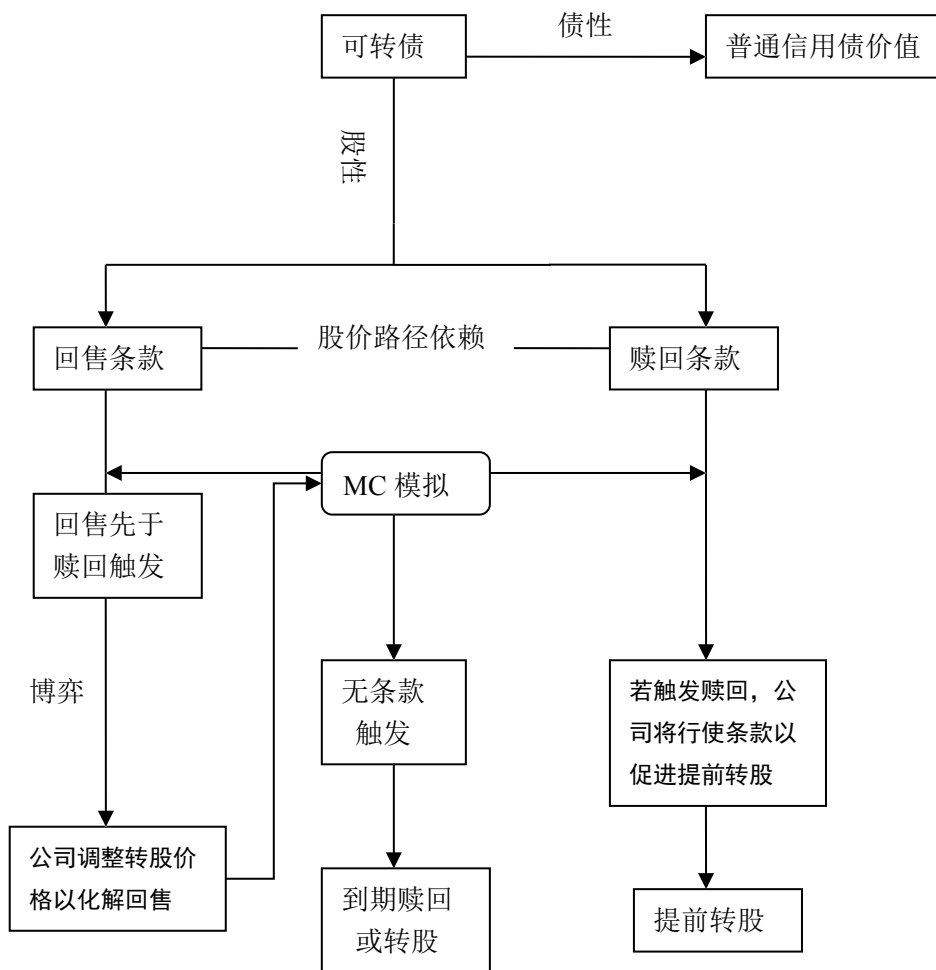 可转债
债性
普通信用债价值
股性
回售条款
股价路径依赖
赎回条款
MC 模拟
回售先于
赎回触发
博弈
无条款
触发
若触发赎回，公
司将行使条款以
促进提前转股
公司调整转股价
格以化解回售
到期赎回
或转股
提前转股